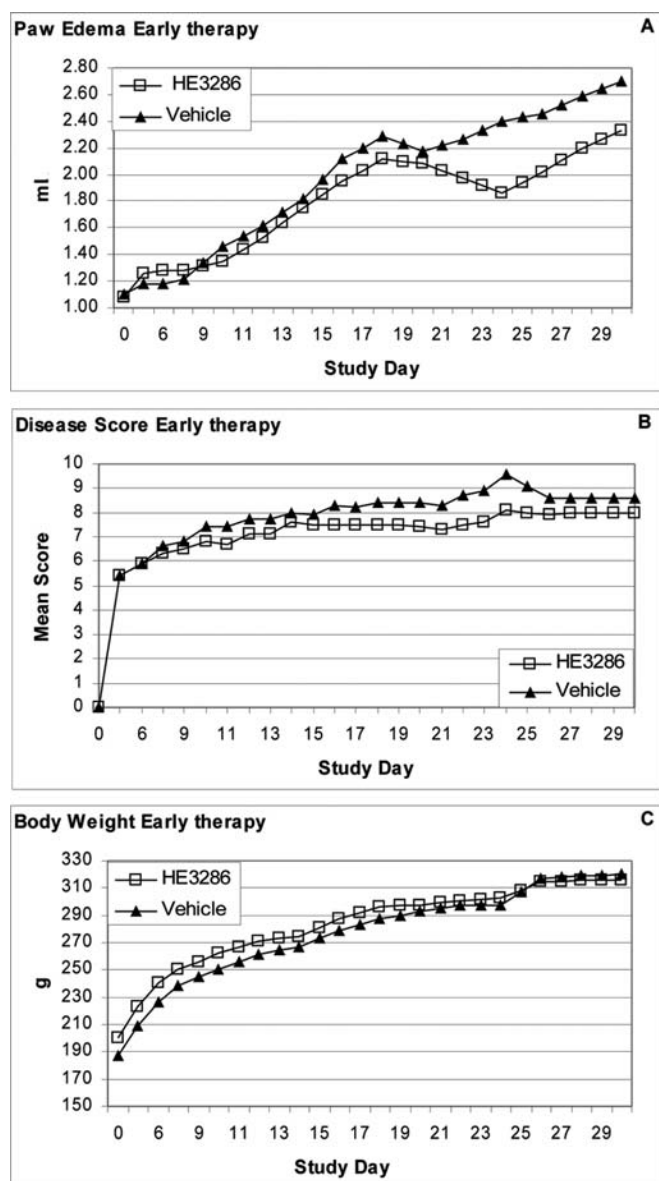 Paw Edema Early therapy A
2.80
2.60
2.40
2.20
2.00
1.80
1.60
1.40
1.20
1.00
ml
HE3286
Vehicle
0 6 9 11 13 15 17 19 21 23 25 27 29
Study Day
Disease Score Early therapy B
10
9
8
7
6
5
4
3
2
1
0
Mean Score
HE3286
Vehicle
0 6 9 11 13 15 17 19 21 23 25 27 29
Study Day
Body Weight Early therapy C
330
310
290
270
250
230
210
190
170
150
g
HE3286
Vehicle
0 6 9 11 13 15 17 19 21 23 25 27 29
Study Day